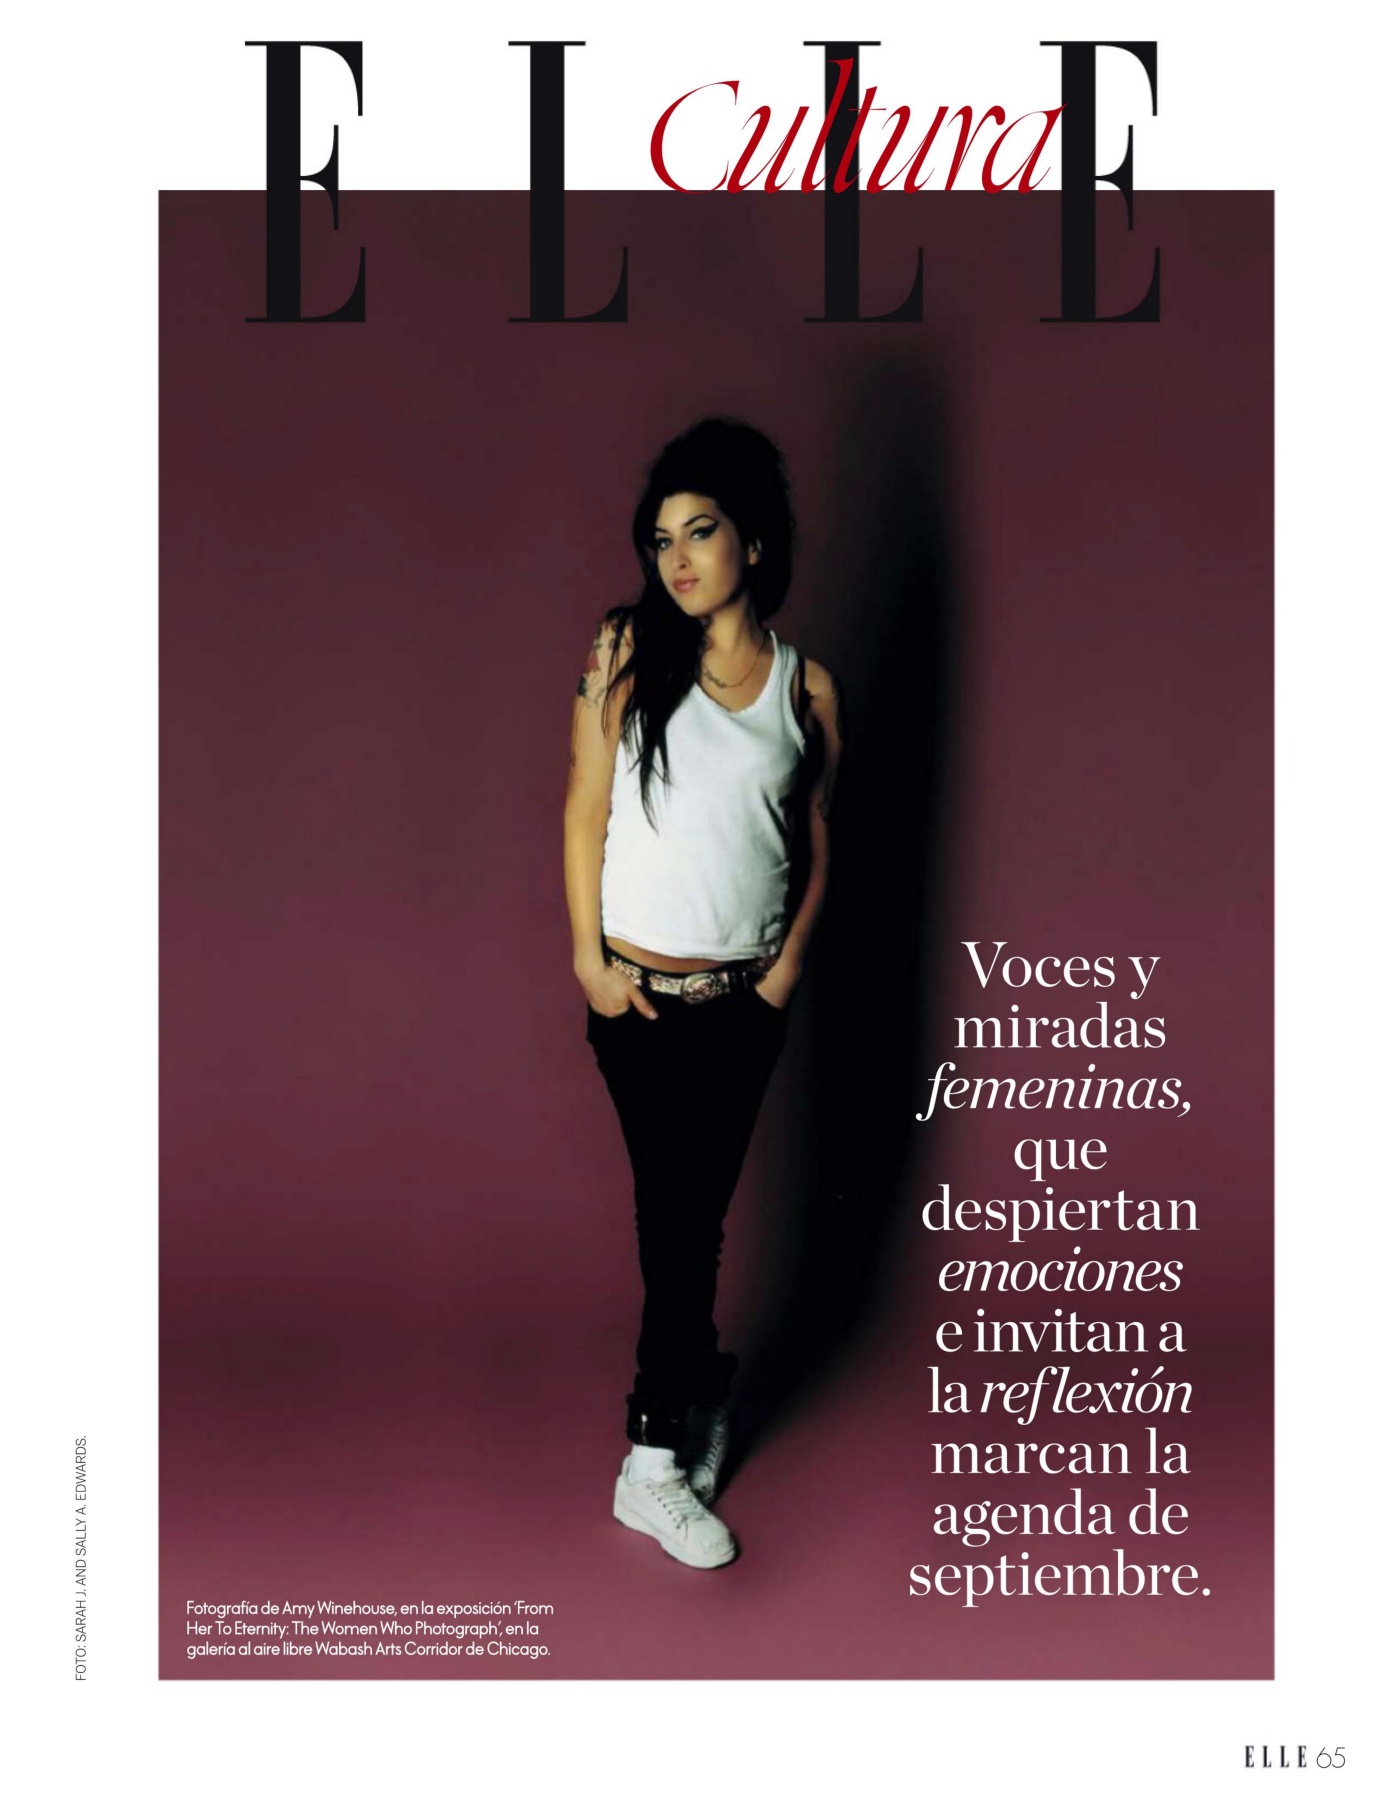 ELLE
Cultura
Voces y
miradas
femeninas,
que
despiertan
emociones
e invitan a
la reflexión
marcan la
agenda de
septiembre.
Fotografía de Amy Winehouse, en la exposición ‘From
Her To Eternity: The Women Who Photograph’, en la
galería al aire libre Wabash Arts Corridor de Chicago.
FOTO: SARAH J. AND SALLY A. EDWARDS.
ELLE 65